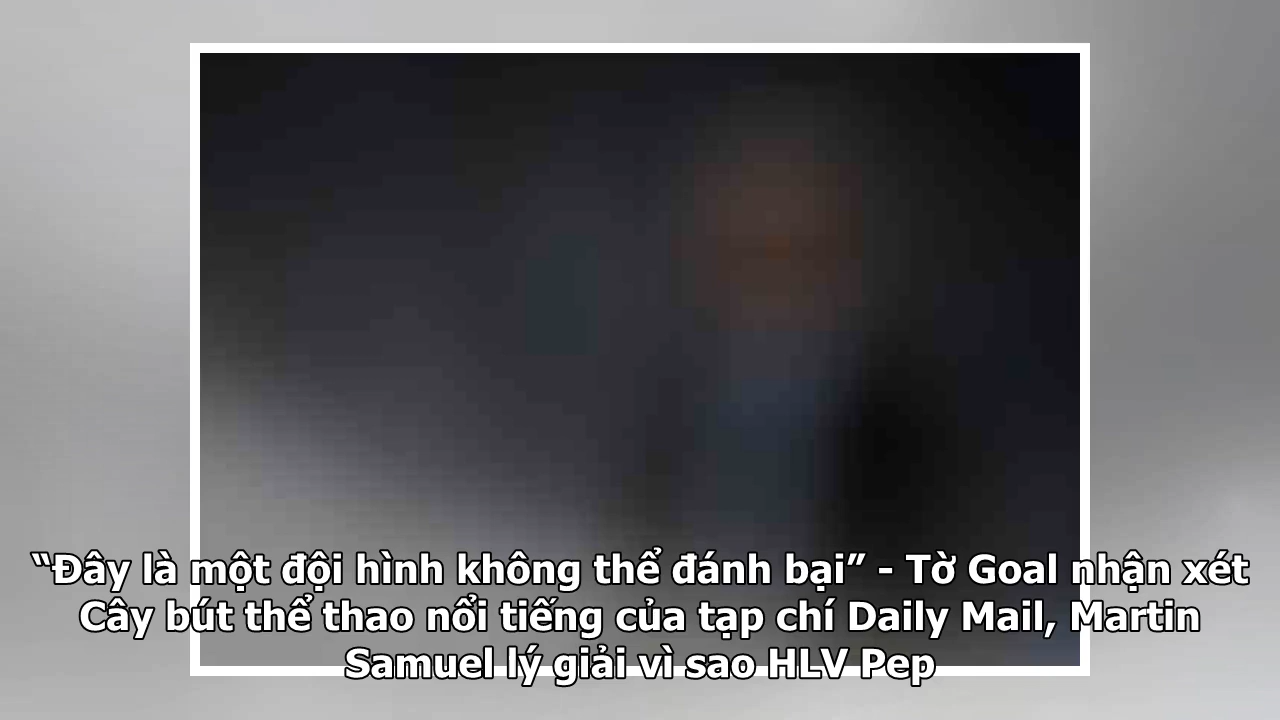 “Đây là một đội hình không thể đánh bại” - Tờ Goal nhận xét
Cây bút thể thao nổi tiếng của tạp chí Daily Mail, Martin
Samuel lý giải vì sao HLV Pep